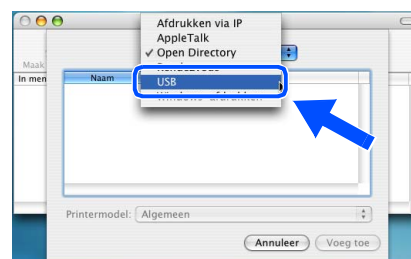 Afdrukken via IP
AppleTalk
✓ Open Directory
USB
Maak
In men
Naam
Printermodel: Algemeen
Annuleer
Voeg toe